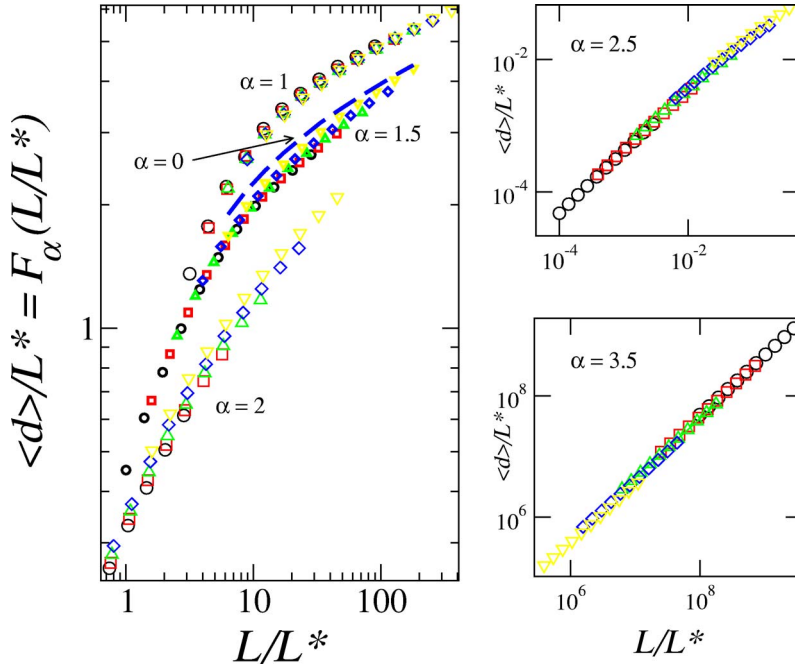 <d>/L* = F_α(L/L*)
1
α = 1
α = 0
α = 1.5
α = 2
1 10 100
L/L*
<d>/L*
10^-2
10^-4
α = 2.5
10^-4 10^-2
<d>/L*
10^8
10^6
α = 3.5
10^6 10^8
L/L*